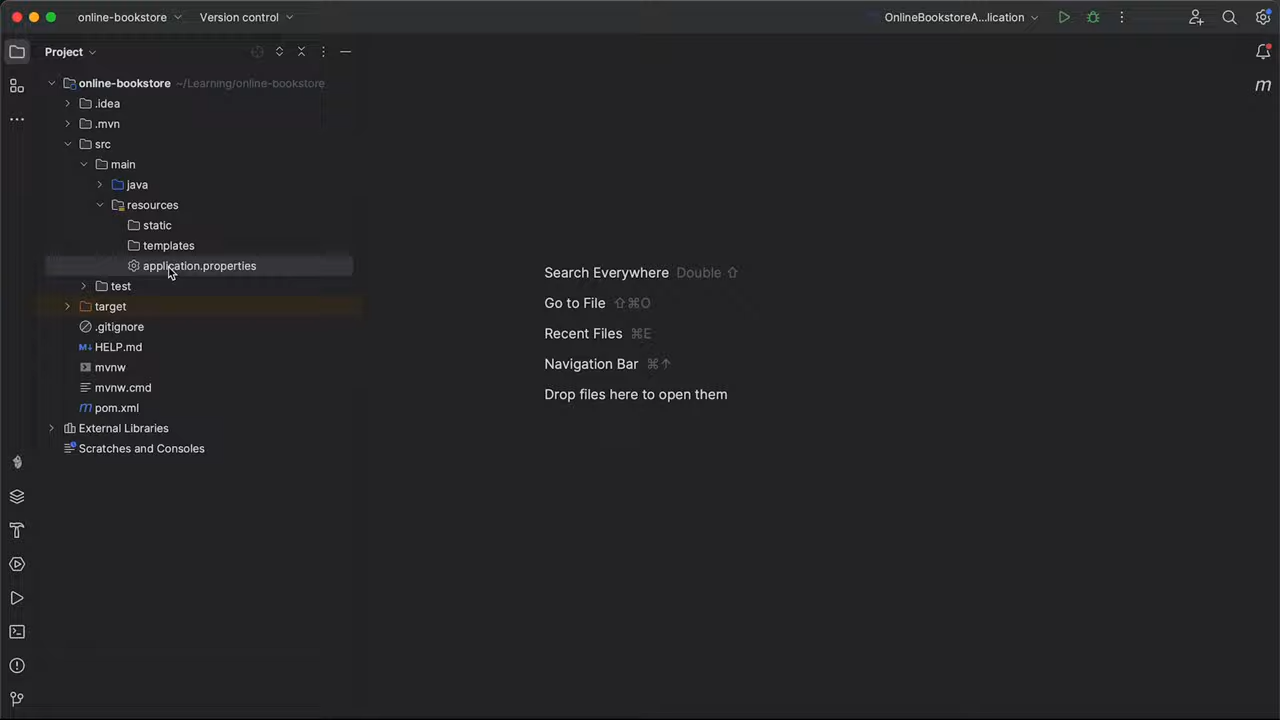 online-bookstore Version control OnlineBookstoreA...lication
Project
online-bookstore ~/Learning/online-bookstore
.idea
.mvn
src
main
java
resources
static
templates
application.properties
test
target
.gitignore
M↓ HELP.md
mvnw
mvnw.cmd
m pom.xml
External Libraries
Scratches and Consoles
Search Everywhere Double ⇧
Go to File ⇧⌘O
Recent Files ⌘E
Navigation Bar ⌘↑
Drop files here to open them
m